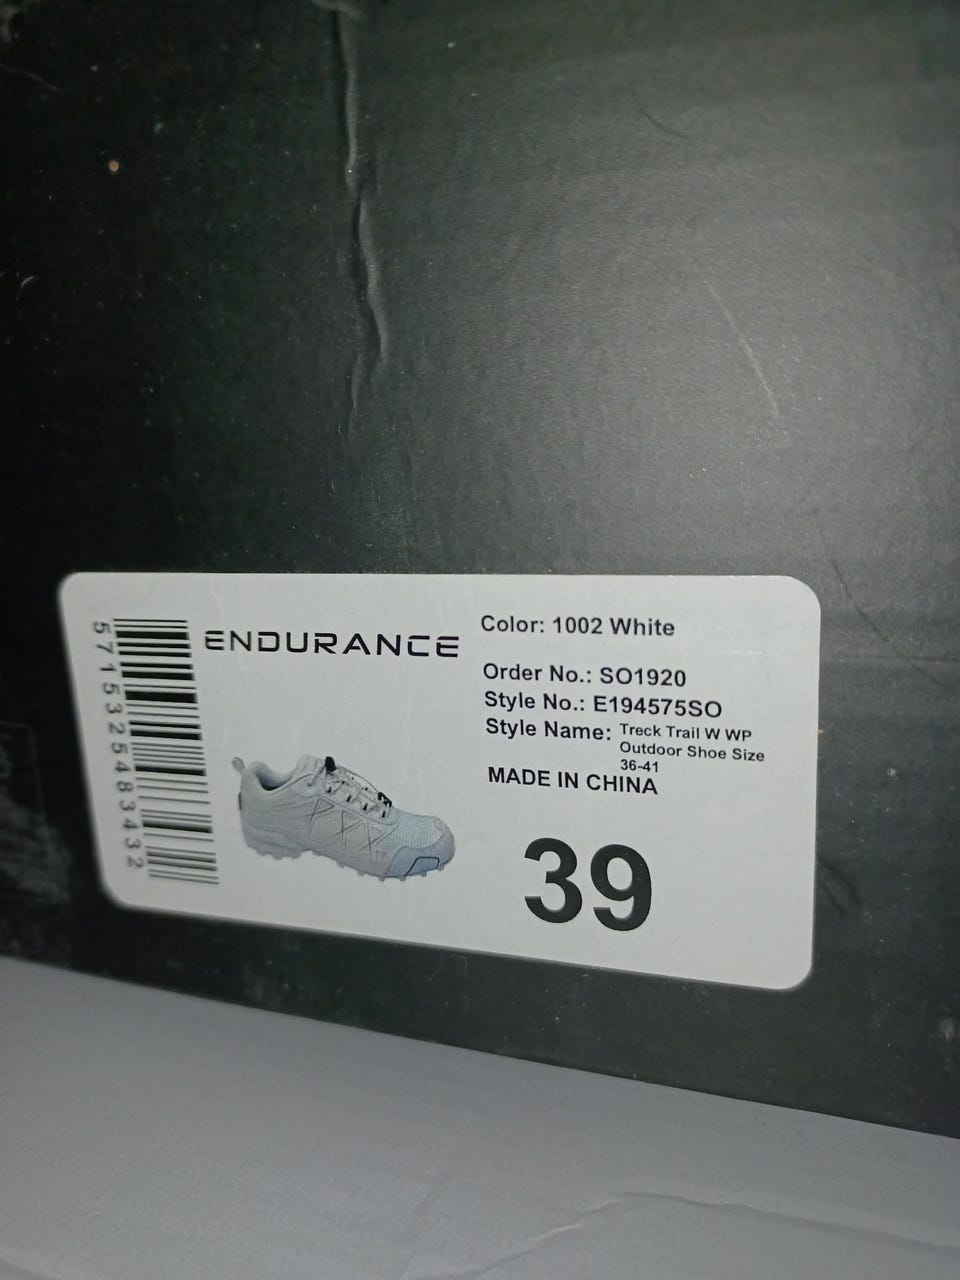 5715325483432
ENDURANCE
Color: 1002 White
Order No.: SO1920
Style No.: E194575SO
Style Name: Treck Trail W WP
Outdoor Shoe Size
36-41
MADE IN CHINA
39